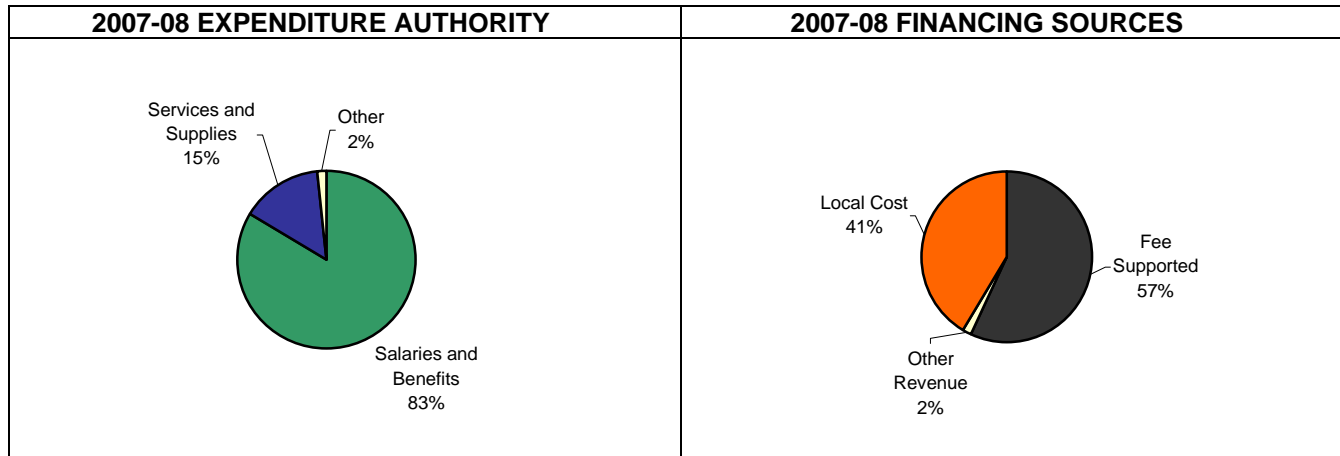 2007-08 EXPENDITURE AUTHORITY
Services and
Supplies
15%
Other
2%
Salaries and
Benefits
83%
2007-08 FINANCING SOURCES
Local Cost
41%
Fee
Supported
57%
Other
Revenue
2%